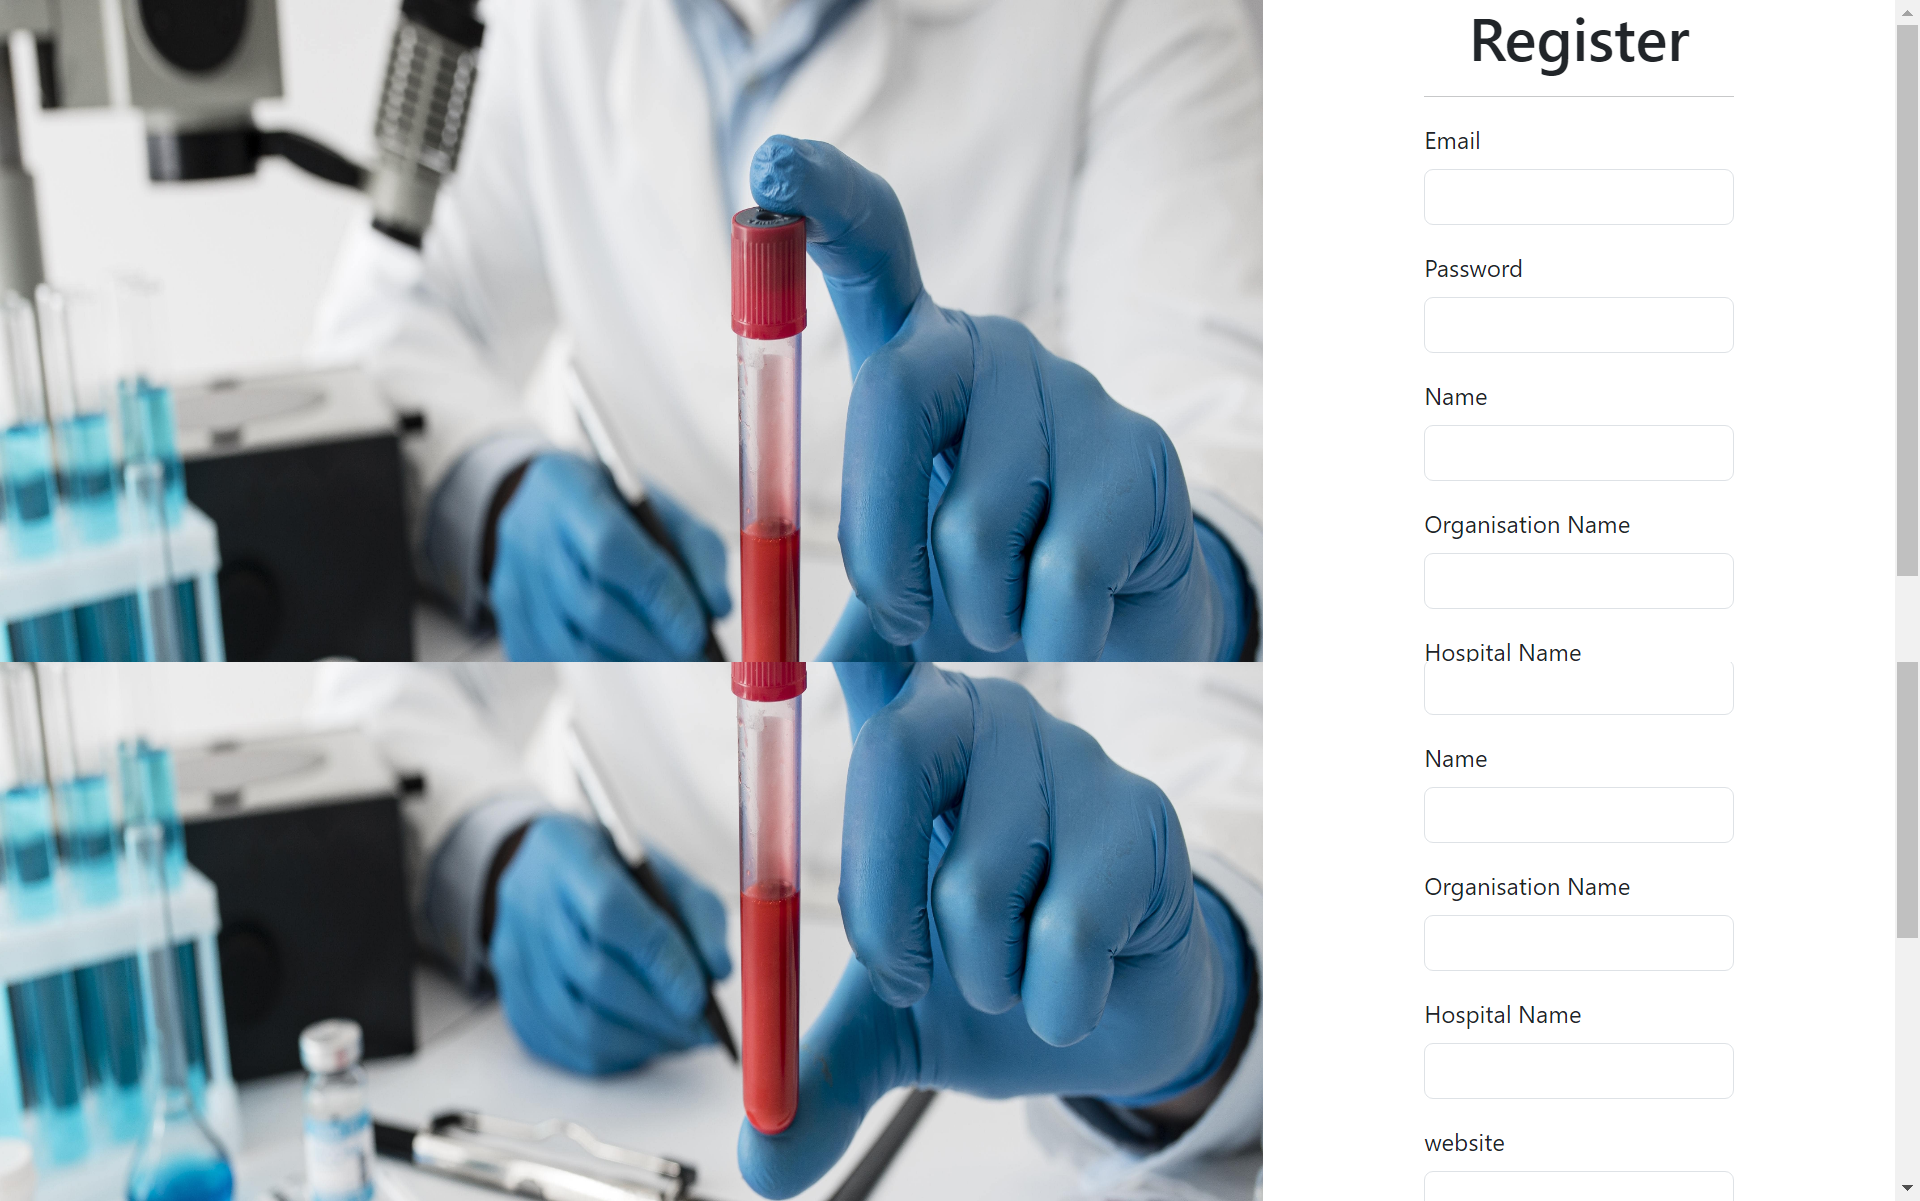 Register
Email
Password
Name
Organisation Name
Hospital Name
Name
Organisation Name
Hospital Name
website